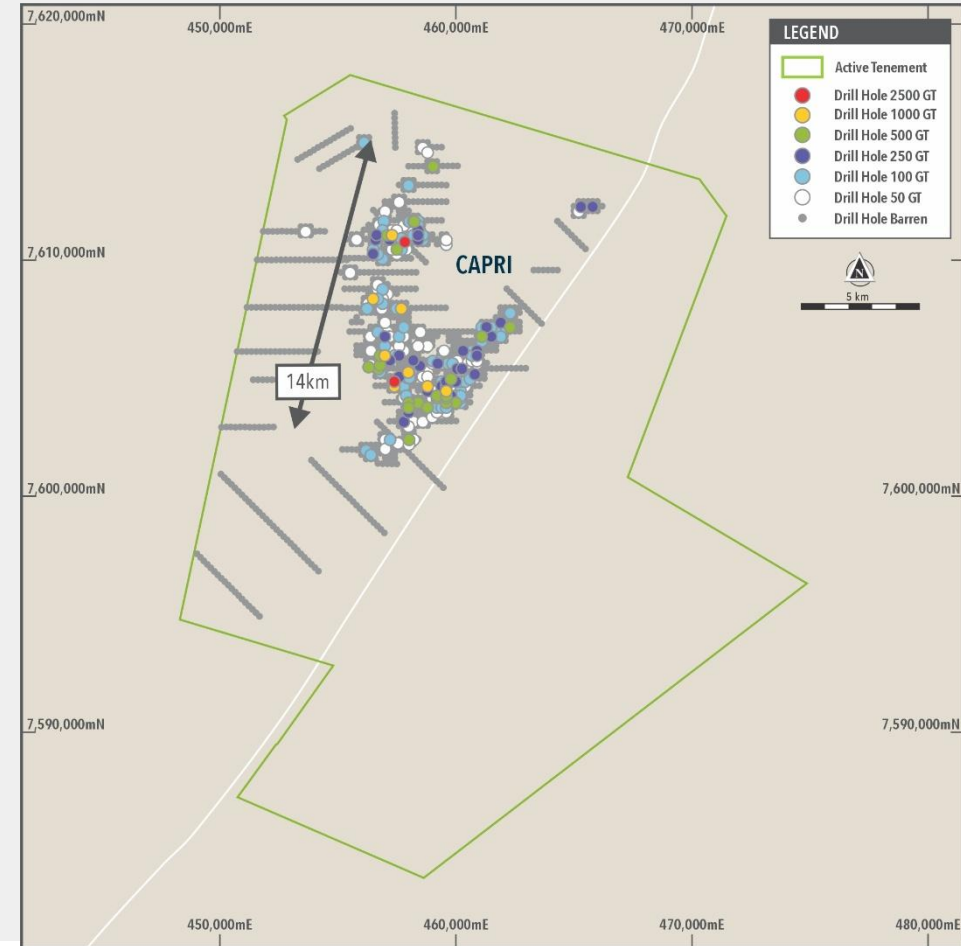 7,620,000mN
450,000mE
460,000mE
470,000mE
LEGEND
Active Tenement
Drill Hole 2500 GT
Drill Hole 1000 GT
Drill Hole 500 GT
Drill Hole 250 GT
Drill Hole 100 GT
Drill Hole 50 GT
Drill Hole Barren
N
5 km
7,610,000mN
CAPRI
14km
7,600,000mN
7,600,000mN
7,590,000mN
7,590,000mN
450,000mE
460,000mE
470,000mE
480,000mE